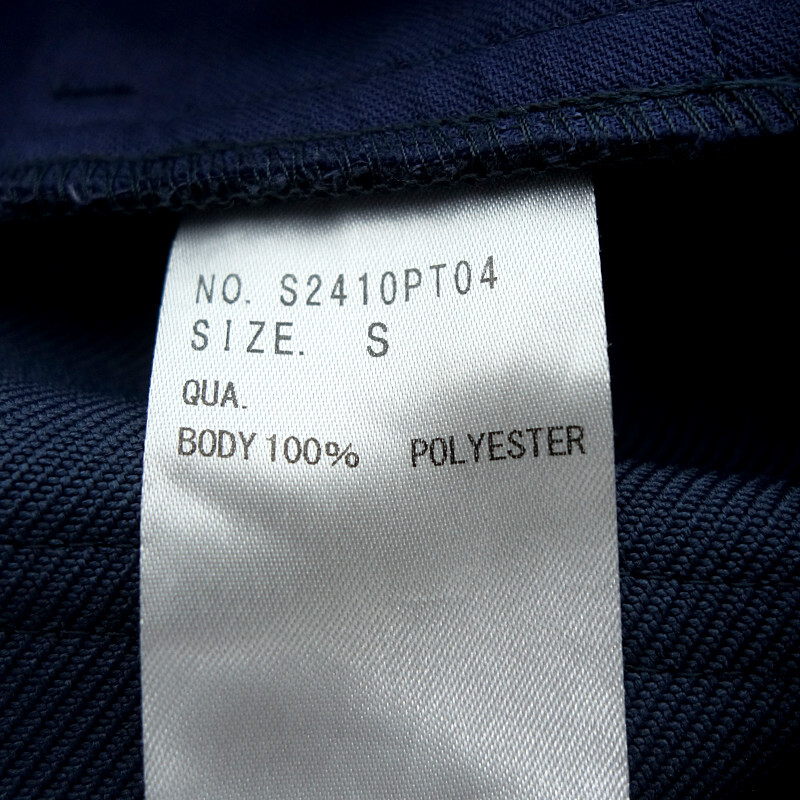 NO. S2410PT04
SIZE. S
QUA.
BODY 100% POLYESTER